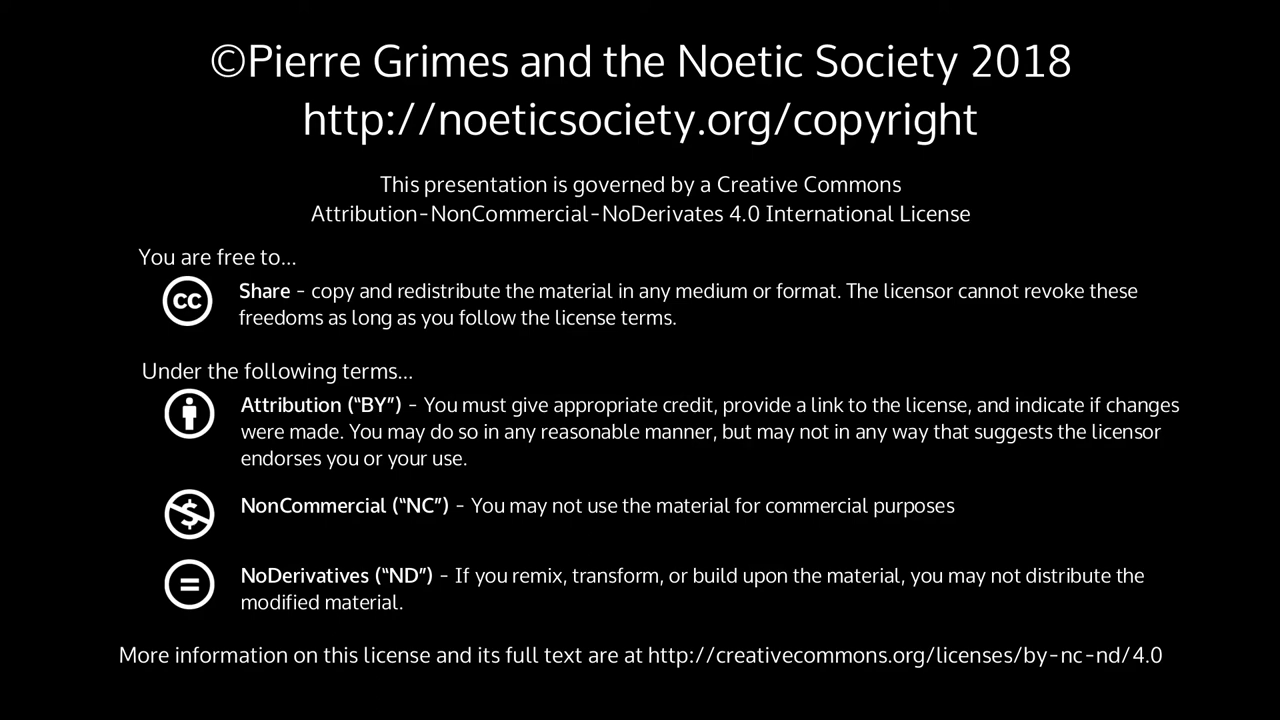 ©Pierre Grimes and the Noetic Society 2018
http://noeticsociety.org/copyright
This presentation is governed by a Creative Commons
Attribution-NonCommercial-NoDerivates 4.0 International License
You are free to...
cc
Share - copy and redistribute the material in any medium or format. The licensor cannot revoke these
freedoms as long as you follow the license terms.
Under the following terms...
Attribution (“BY”) - You must give appropriate credit, provide a link to the license, and indicate if changes
were made. You may do so in any reasonable manner, but may not in any way that suggests the licensor
endorses you or your use.
NonCommercial (“NC”) - You may not use the material for commercial purposes
NoDerivatives (“ND”) - If you remix, transform, or build upon the material, you may not distribute the
modified material.
More information on this license and its full text are at http://creativecommons.org/licenses/by-nc-nd/4.0